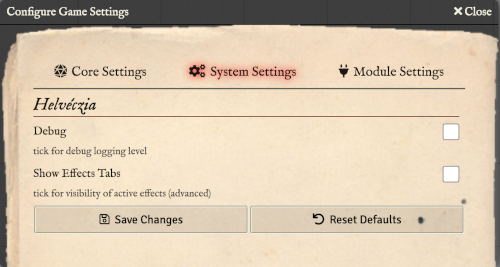 Configure Game Settings
Close
Core Settings
System Settings
Module Settings
Helvéczia
Debug
tick for debug logging level
Show Effects Tabs
tick for visibility of active effects (advanced)
Save Changes
Reset Defaults